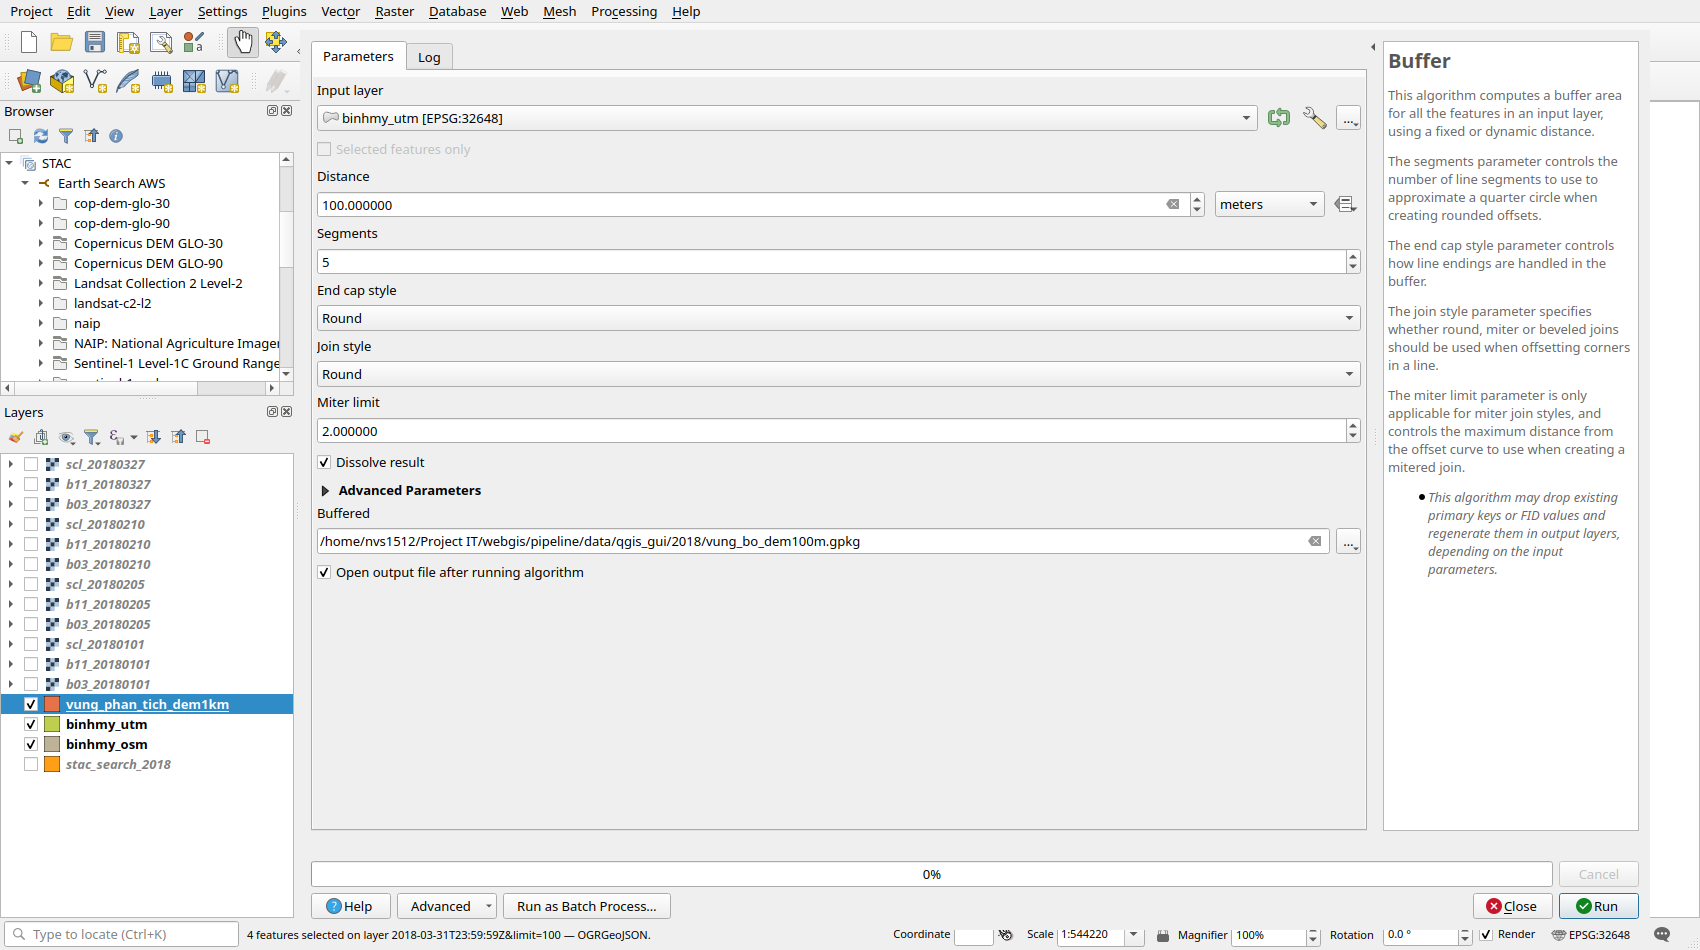 Project Edit View Layer Settings Plugins Vector Raster Database Web Mesh Processing Help
Parameters Log
Input layer
binhmy_utm [EPSG:32648]
...
Selected features only
Distance
100.000000
meters
Segments
5
End cap style
Round
Join style
Round
Miter limit
2.000000
Dissolve result
Advanced Parameters
Buffered
/home/nvs1512/Project IT/webgis/pipeline/data/qgis_gui/2018/vung_bo_dem100m.gpkg
...
Open output file after running algorithm
0%
Cancel
Help
Advanced
Run as Batch Process...
Close
Run
Buffer
This algorithm computes a buffer area
for all the features in an input layer,
using a fixed or dynamic distance.
The segments parameter controls the
number of line segments to use to
approximate a quarter circle when
creating rounded offsets.
The end cap style parameter controls
how line endings are handled in the
buffer.
The join style parameter specifies
whether round, miter or beveled joins
should be used when offsetting corners
in a line.
The miter limit parameter is only
applicable for miter join styles, and
controls the maximum distance from
the offset curve to use when creating a
mitered join.
This algorithm may drop existing
primary keys or FID values and
regenerate them in output layers,
depending on the input
parameters.
Browser
STAC
Earth Search AWS
cop-dem-glo-30
cop-dem-glo-90
Copernicus DEM GLO-30
Copernicus DEM GLO-90
Landsat Collection 2 Level-2
landsat-c2-l2
naip
NAIP: National Agriculture Imager
Sentinel-1 Level-1C Ground Range
Layers
scl_20180327
b11_20180327
b03_20180327
scl_20180210
b11_20180210
b03_20180210
scl_20180205
b11_20180205
b03_20180205
scl_20180101
b11_20180101
b03_20180101
vung_phan_tich_dem1km
binhmy_utm
binhmy_osm
stac_search_2018
Type to locate (Ctrl+K)
4 features selected on layer 2018-03-31T23:59:59Z&limit=100 — OGRGeoJSON.
Coordinate
Scale 1:544220
Magnifier 100%
Rotation 0.0 °
Render
EPSG:32648